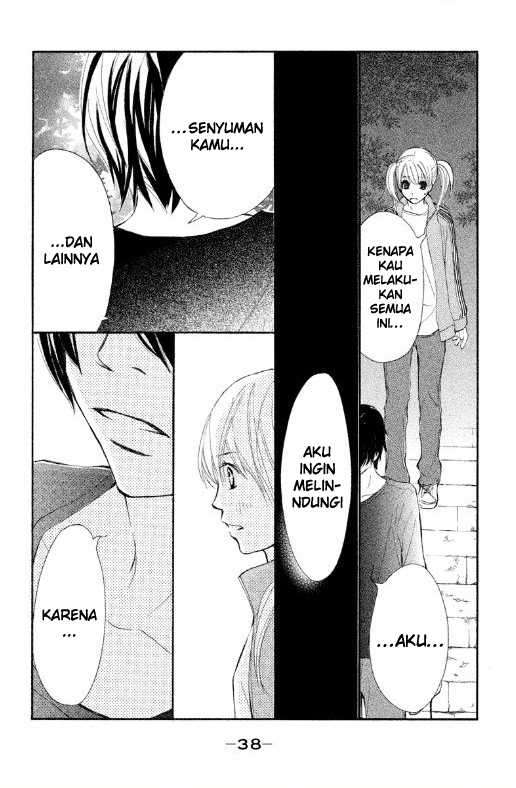 KENAPA
KAU
MELAKU-
KAN
SEMUA
INI...
...AKU...
AKU
INGIN
MELIN-
NDUNGI
...SENYUMAN
KAMU...
...DAN
LAINNYA
KARENA
...
-38-